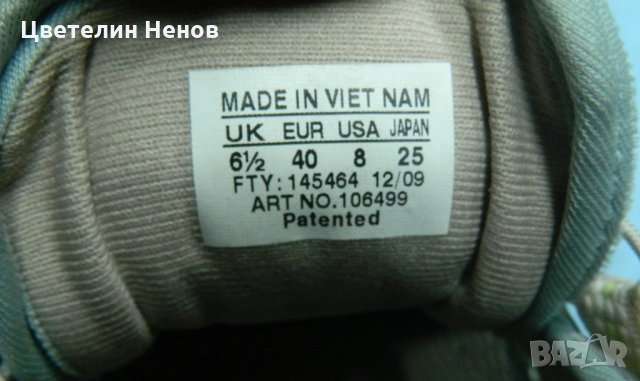 Цветелин Ненов
MADE IN VIET NAM
UK EUR USA JAPAN
6½ 40 8 25
FTY: 145464 12/09
ART NO.106499
Patented
BAZAR